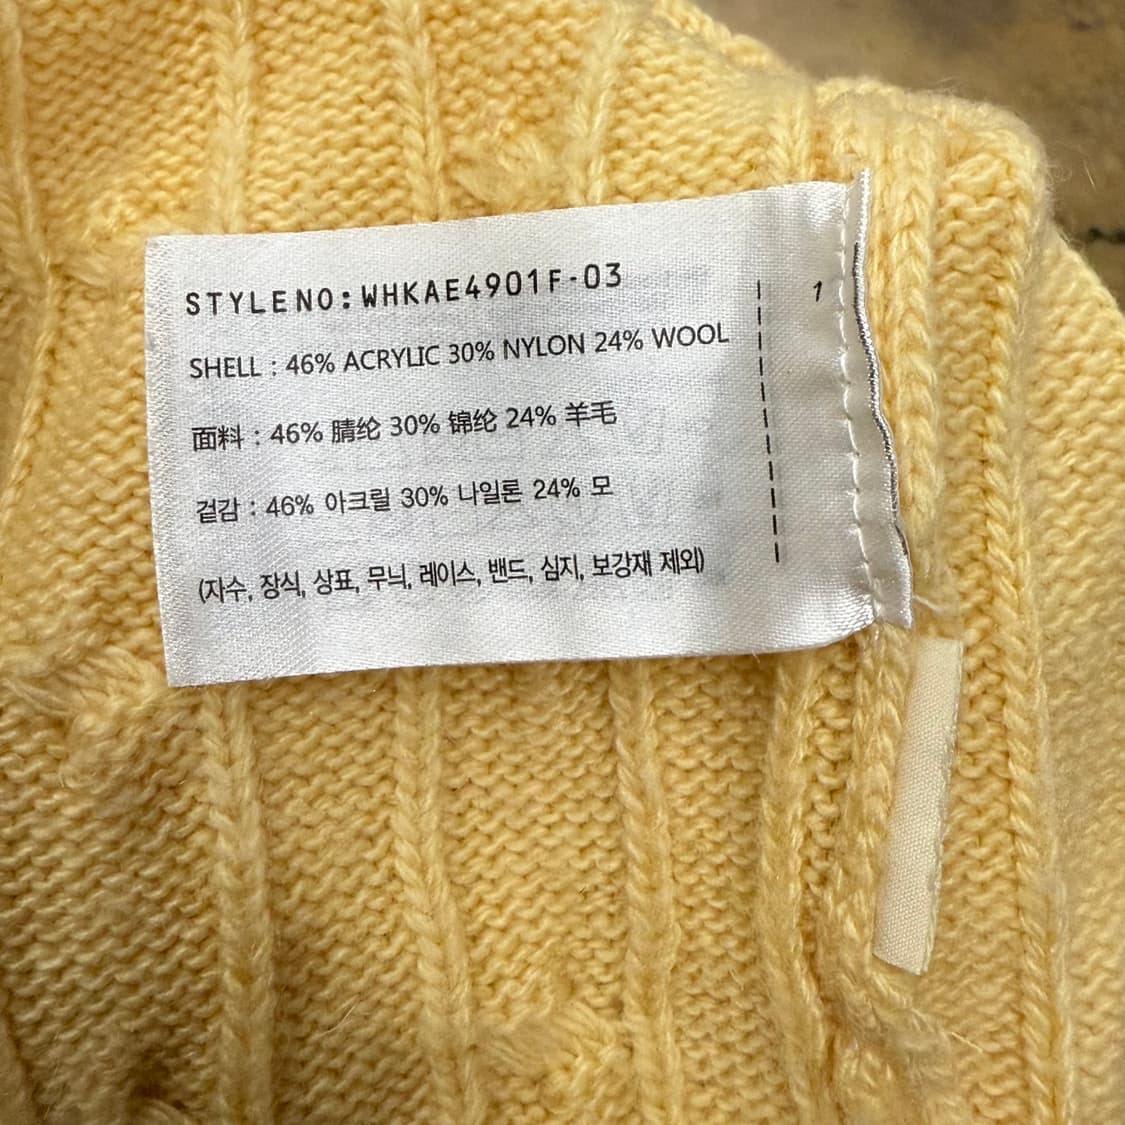 STYLENO:WHKAE4901F-03
1
SHELL : 46% ACRYLIC 30% NYLON 24% WOOL
面料 : 46% 腈纶 30% 锦纶 24% 羊毛
겉감 : 46% 아크릴 30% 나일론 24% 모
(자수, 장식, 상표, 무늬, 레이스, 밴드, 심지, 보강재 제외)